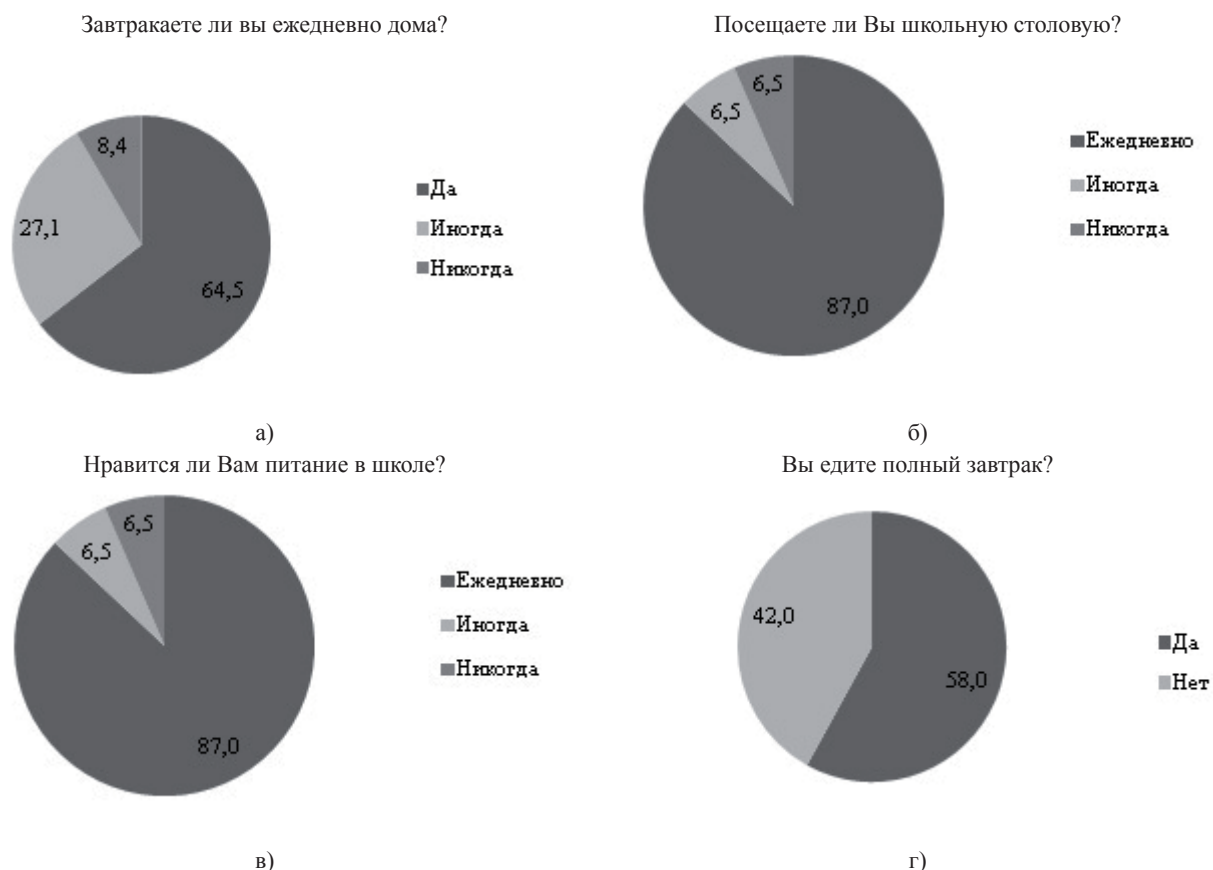 Завтракаете ли вы ежедневно дома?
8,4
27,1
64,5
Да
Иногда
Никогда
а)
Посещаете ли Вы школьную столовую?
6,5
6,5
87,0
Ежедневно
Иногда
Никогда
б)
Нравится ли Вам питание в школе?
6,5
6,5
87,0
Ежедневно
Иногда
Никогда
в)
Вы едите полный завтрак?
42,0
58,0
Да
Нет
г)